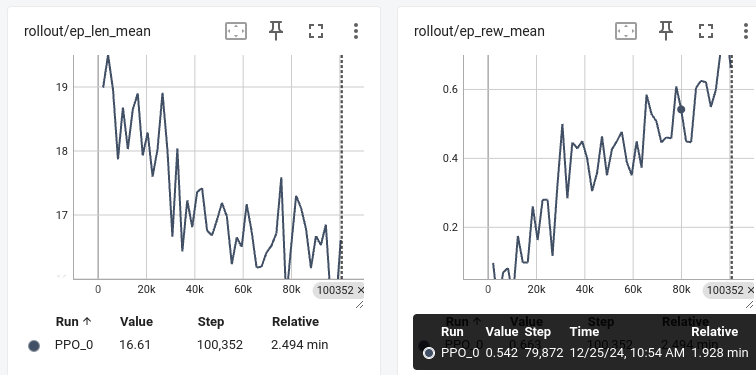 rollout/ep_len_mean
19
18
17
0 20k 40k 60k 80k 100352 ×
Run ↑ Value Step Relative
PPO_0 16.61 100,352 2.494 min
rollout/ep_rew_mean
0.6
0.4
0.2
0 20k 40k 60k 80k 100352 ×
Run Value Step Time Relative
PPO_0 0.542 79,872 12/25/24, 10:54 AM 1.928 min